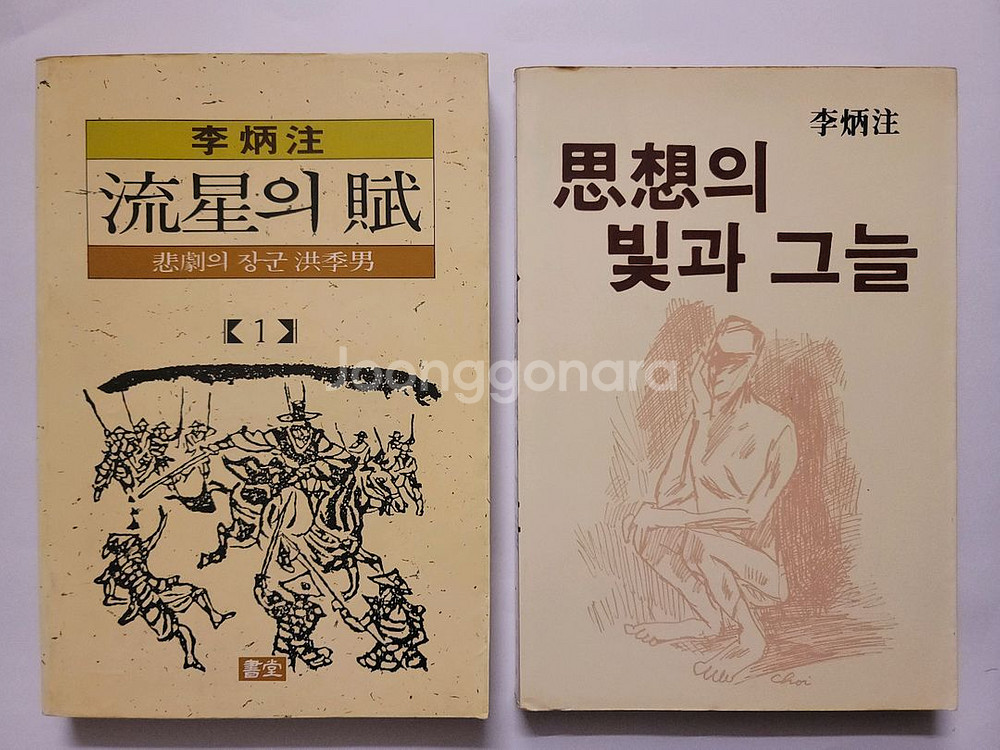 李炳注
流星의 賦
悲劇의 장군 洪季男
【1】
書堂
李炳注
思想의
빛과 그늘
choi
Joonggonara